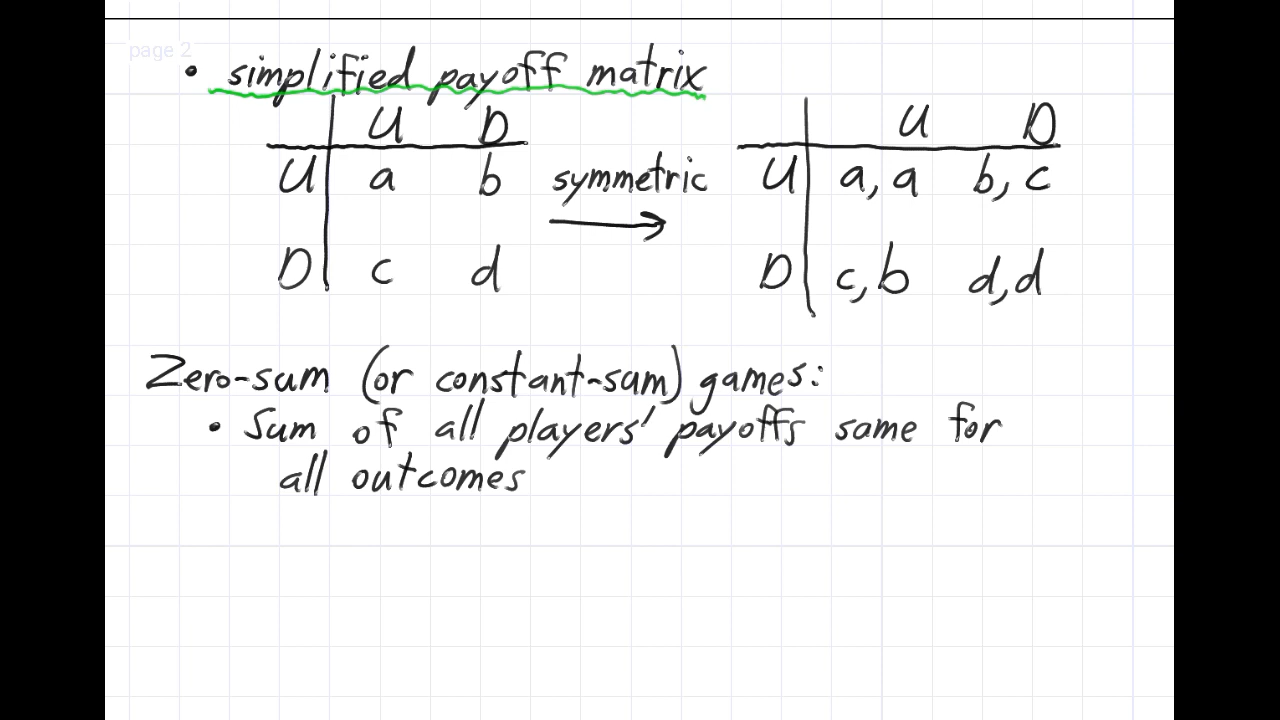 page 2
• simplified payoff matrix
U D U D
U a b symmetric U a, a b, c
D c d D c, b d, d
Zero-sum (or constant-sum) games:
• Sum of all players' payoffs same for
all outcomes